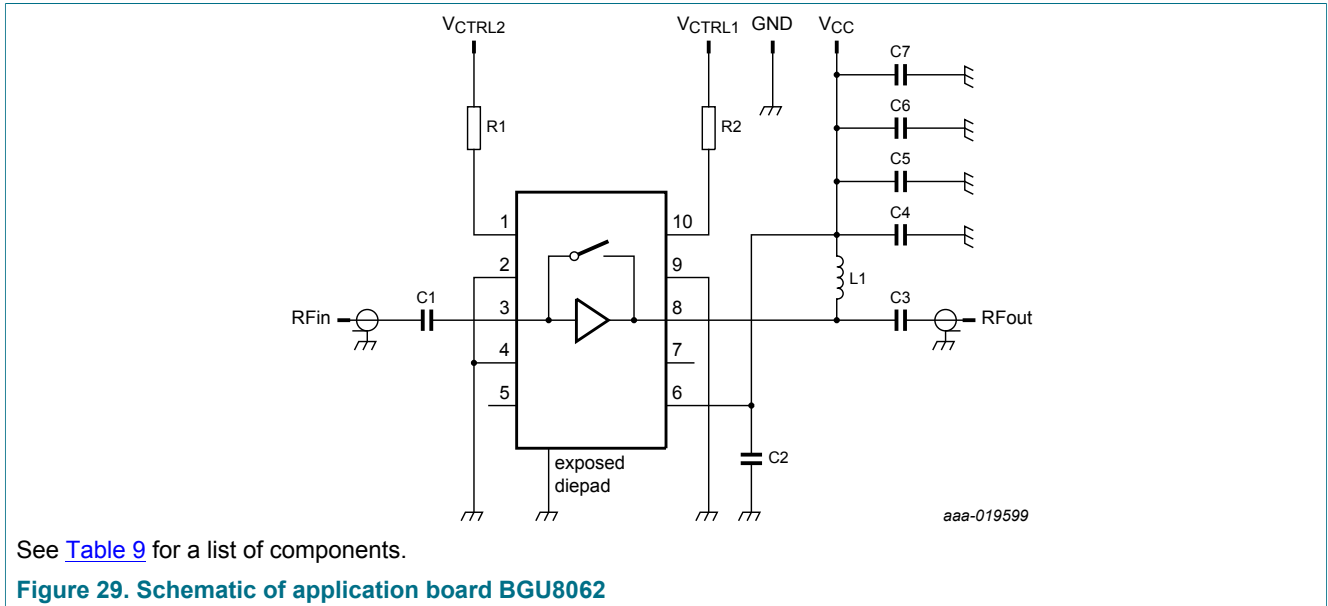 VCTRL2
VCTRL1 GND VCC
C7
C6
C5
C4
R1
R2
1
10
2
9
L1
RFin
C1
3
8
C3
RFout
4
7
5
6
C2
exposed
diepad
aaa-019599
See Table 9 for a list of components.
Figure 29. Schematic of application board BGU8062